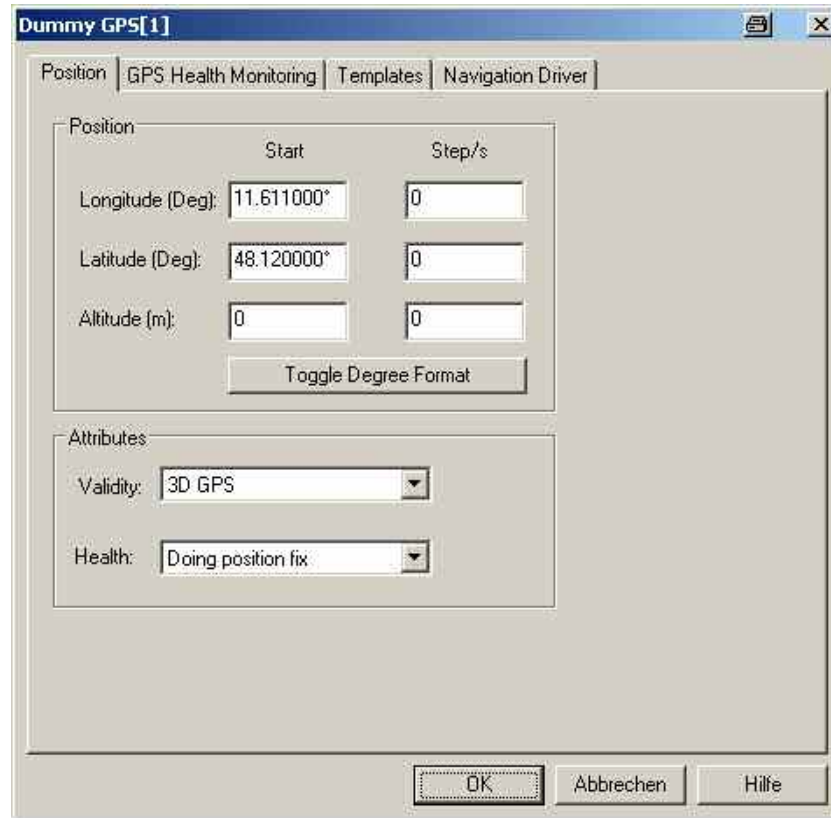 Dummy GPS[1]
Position GPS Health Monitoring Templates Navigation Driver
Position
Start Step/s
Longitude (Deg): 11.611000° 0
Latitude (Deg): 48.120000° 0
Altitude (m): 0 0
Toggle Degree Format
Attributes
Validity: 3D GPS
Health: Doing position fix
OK Abbrechen Hilfe